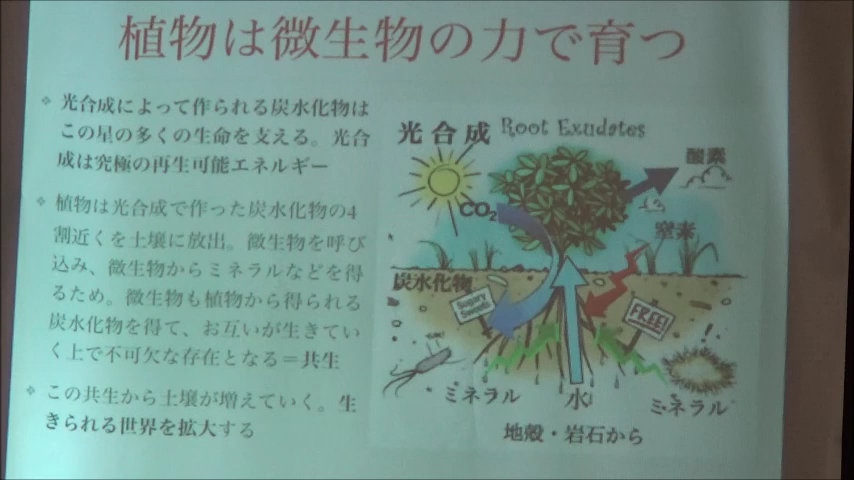 植物は微生物の力で育つ
光合成によって作られる炭水化物は
この星の多くの生命を支える。光合
成は究極の再生可能エネルギー
植物は光合成で作った炭水化物の4
割近くを土壌に放出。微生物を呼び
込み、微生物からミネラルなどを得
るため。微生物も植物から得られる
炭水化物を得て、お互いが生きてい
く上で不可欠な存在となる＝共生
この共生から土壌が増えていく。生
きられる世界を拡大する
光合成 Root Exudates
酸素
CO2
窒素
炭水化物
Sugary
Sweets
FREE!
Yum!
ミネラル
水
ミネラル
地殻・岩石から